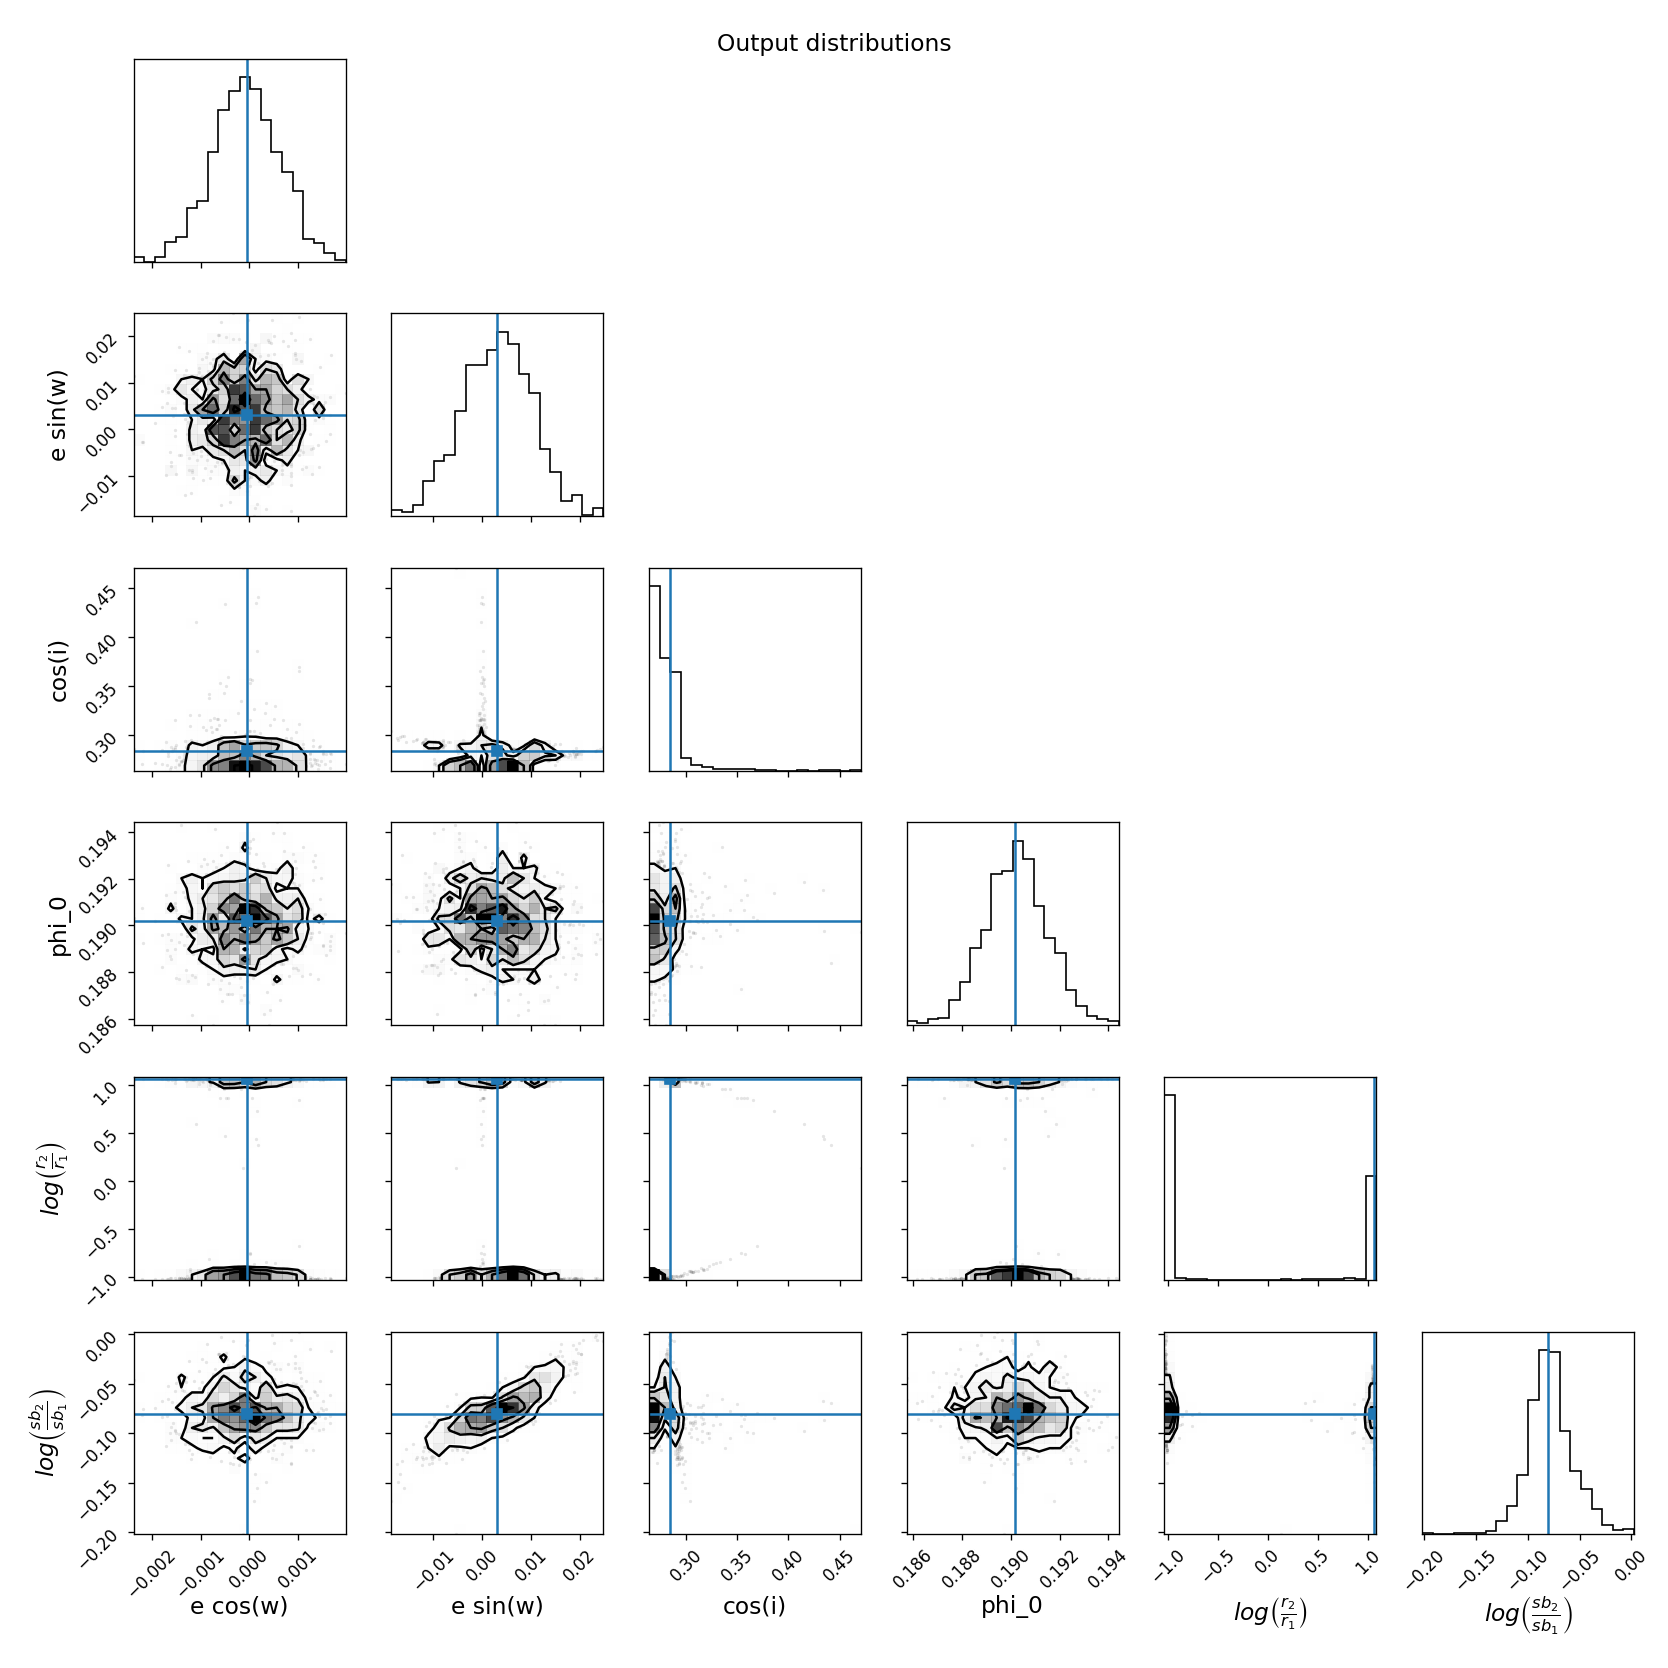 Output distributions
e sin(w)
0.02
0.01
0.00
−0.01
cos(i)
0.45
0.40
0.35
0.30
phi_0
0.194
0.192
0.190
0.188
0.186
log(r₂/r₁)
1.0
0.5
0.0
−0.5
−1.0
log(sb₂/sb₁)
0.00
−0.05
−0.10
−0.15
−0.20
−0.002 −0.001 0.000 0.001
−0.01 0.00 0.01 0.02
0.30 0.35 0.40 0.45
0.186 0.188 0.190 0.192 0.194
−1.0 −0.5 0.0 0.5 1.0
−0.20 −0.15 −0.10 −0.05 0.00
e cos(w)
e sin(w)
cos(i)
phi_0
log(r₂/r₁)
log(sb₂/sb₁)